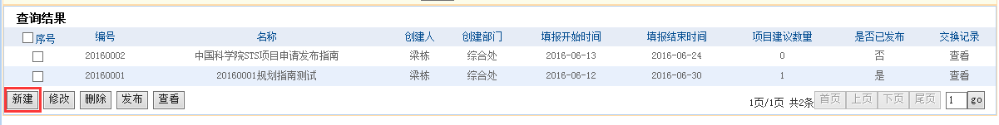 查询结果
序号 编号 名称 创建人 创建部门 填报开始时间 填报结束时间 项目建议数量 是否已发布 交换记录
20160002 中国科学院STS项目申请发布指南 梁栋 综合处 2016-06-13 2016-06-24 0 否 查看
20160001 20160001规划指南测试 梁栋 综合处 2016-06-12 2016-06-30 1 是 查看
新建 修改 删除 发布 查看 1页/1页 共2条 首页 上页 下页 尾页 1 go